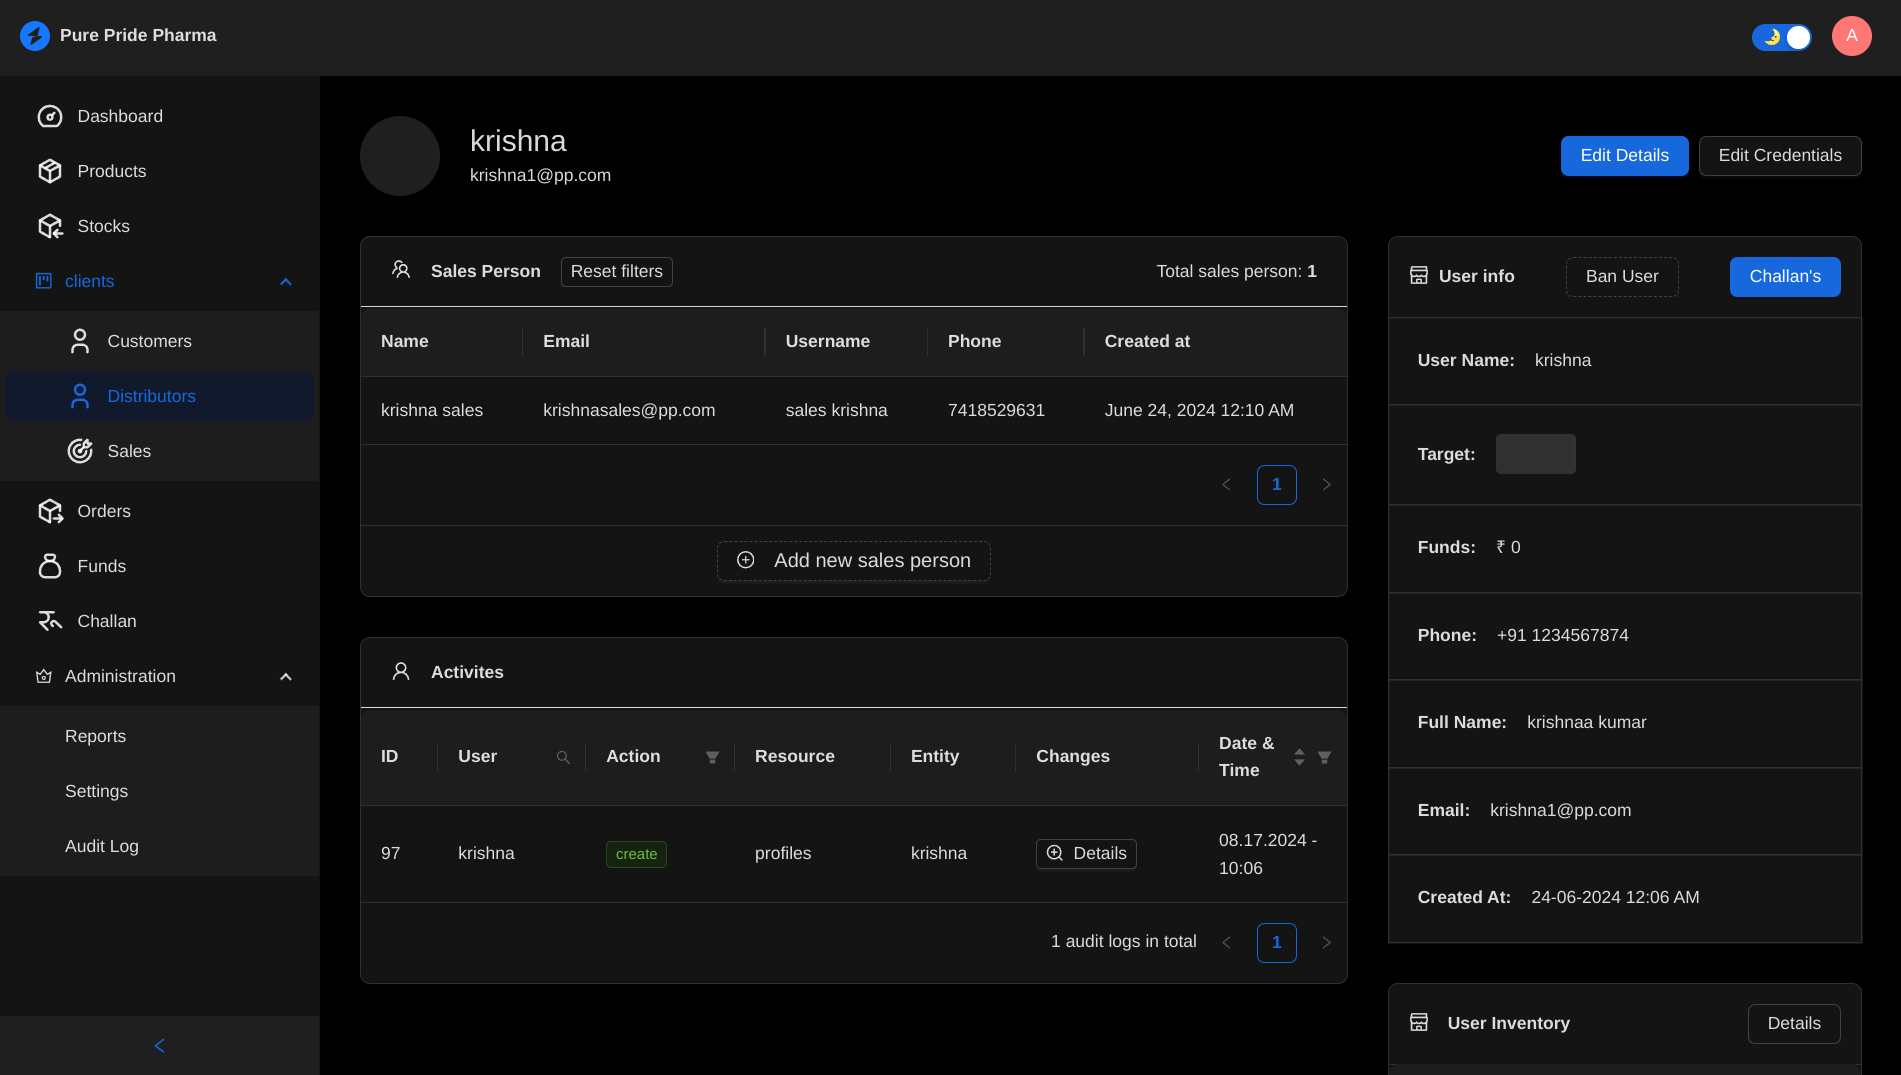 Pure Pride Pharma
A
Dashboard
Products
Stocks
clients
Customers
Distributors
Sales
Orders
Funds
Challan
Administration
Reports
Settings
Audit Log
krishna
krishna1@pp.com
Edit Details
Edit Credentials
Sales Person
Reset filters
Total sales person: 1
Name Email Username Phone Created at
krishna sales krishnasales@pp.com sales krishna 7418529631 June 24, 2024 12:10 AM
1
Add new sales person
Activites
ID User Action Resource Entity Changes Date &
Time
97 krishna create profiles krishna Details 08.17.2024 -
10:06
1 audit logs in total 1
User info
Ban User
Challan's
User Name: krishna
Target:
Funds: ₹ 0
Phone: +91 1234567874
Full Name: krishnaa kumar
Email: krishna1@pp.com
Created At: 24-06-2024 12:06 AM
User Inventory
Details